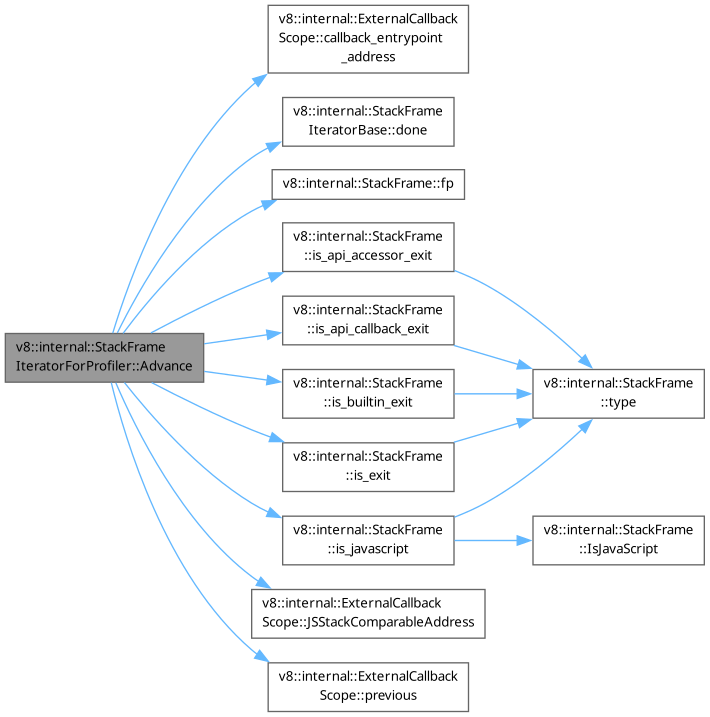 v8::internal::ExternalCallback
Scope::callback_entrypoint
_address
v8::internal::StackFrame
IteratorBase::done
v8::internal::StackFrame::fp
v8::internal::StackFrame
::is_api_accessor_exit
v8::internal::StackFrame
::is_api_callback_exit
v8::internal::StackFrame
IteratorForProfiler::Advance
v8::internal::StackFrame
::is_builtin_exit
v8::internal::StackFrame
::type
v8::internal::StackFrame
::is_exit
v8::internal::StackFrame
::is_javascript
v8::internal::StackFrame
::IsJavaScript
v8::internal::ExternalCallback
Scope::JSStackComparableAddress
v8::internal::ExternalCallback
Scope::previous